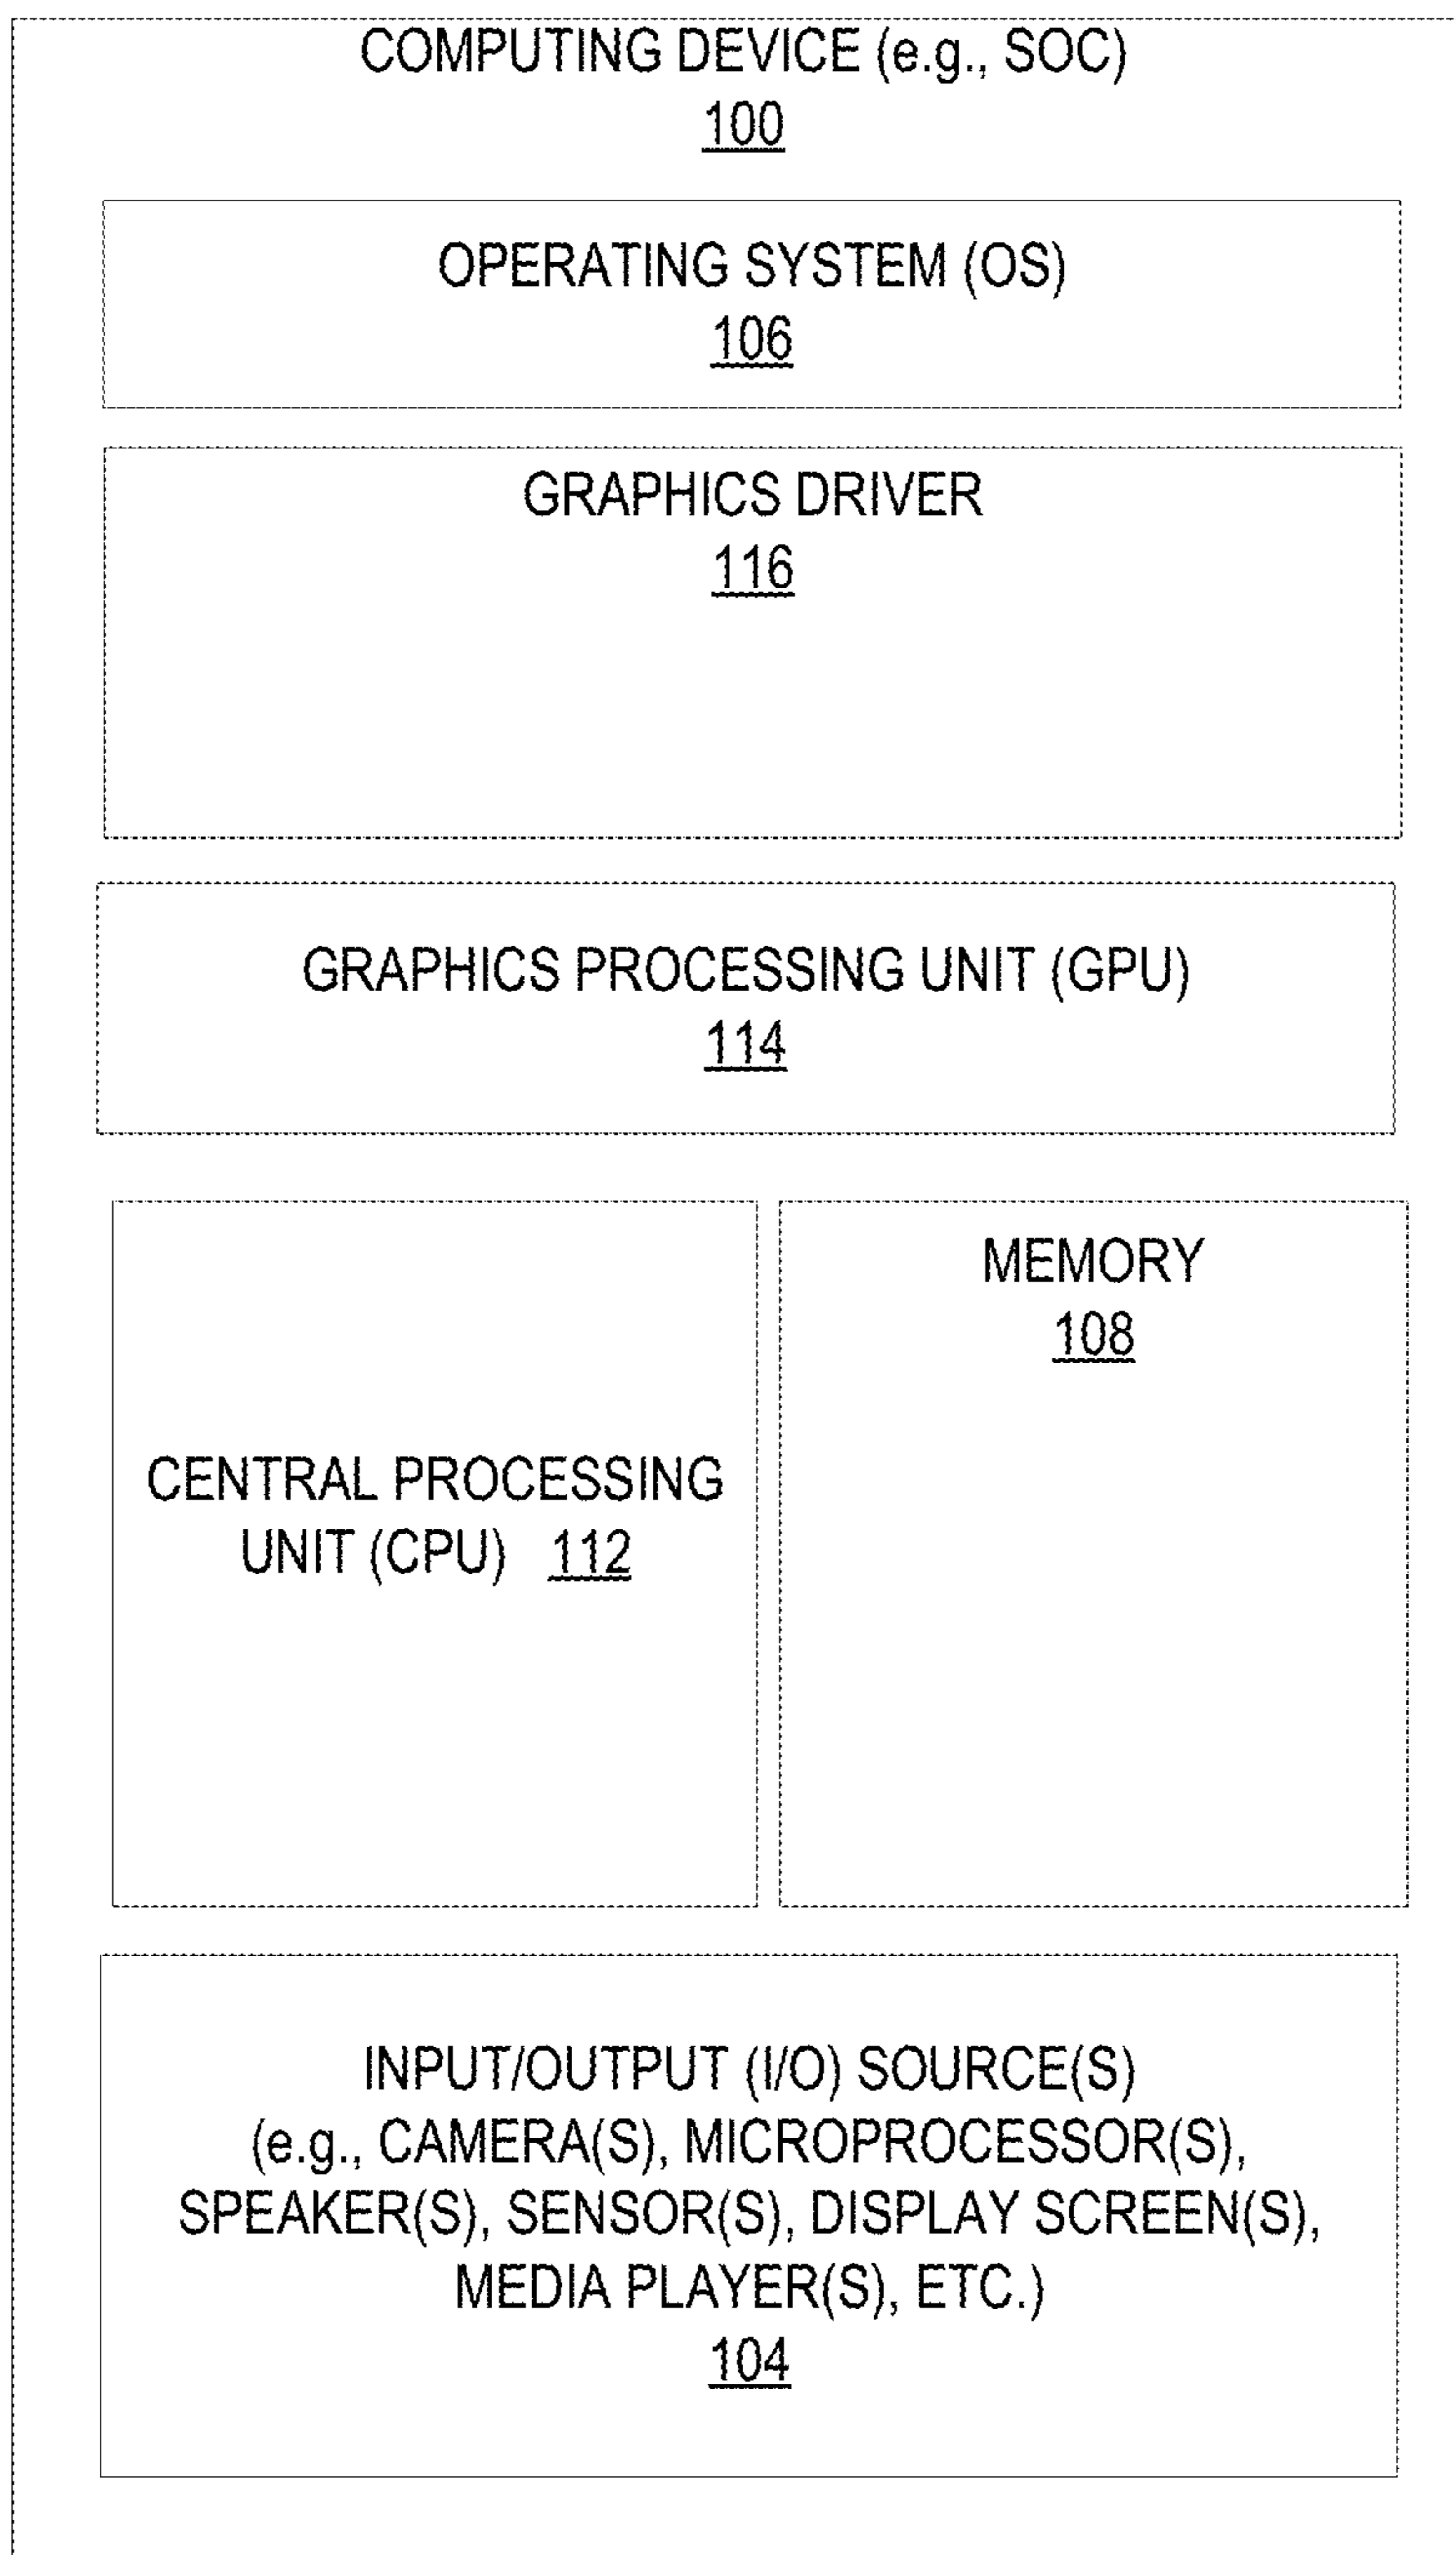 COMPUTING DEVICE (e.g., SOC)
100
OPERATING SYSTEM (OS)
106
GRAPHICS DRIVER
116
GRAPHICS PROCESSING UNIT (GPU)
114
CENTRAL PROCESSING
UNIT (CPU) 112
MEMORY
108
INPUT/OUTPUT (I/O) SOURCE(S)
(e.g., CAMERA(S), MICROPROCESSOR(S),
SPEAKER(S), SENSOR(S), DISPLAY SCREEN(S),
MEDIA PLAYER(S), ETC.)
104